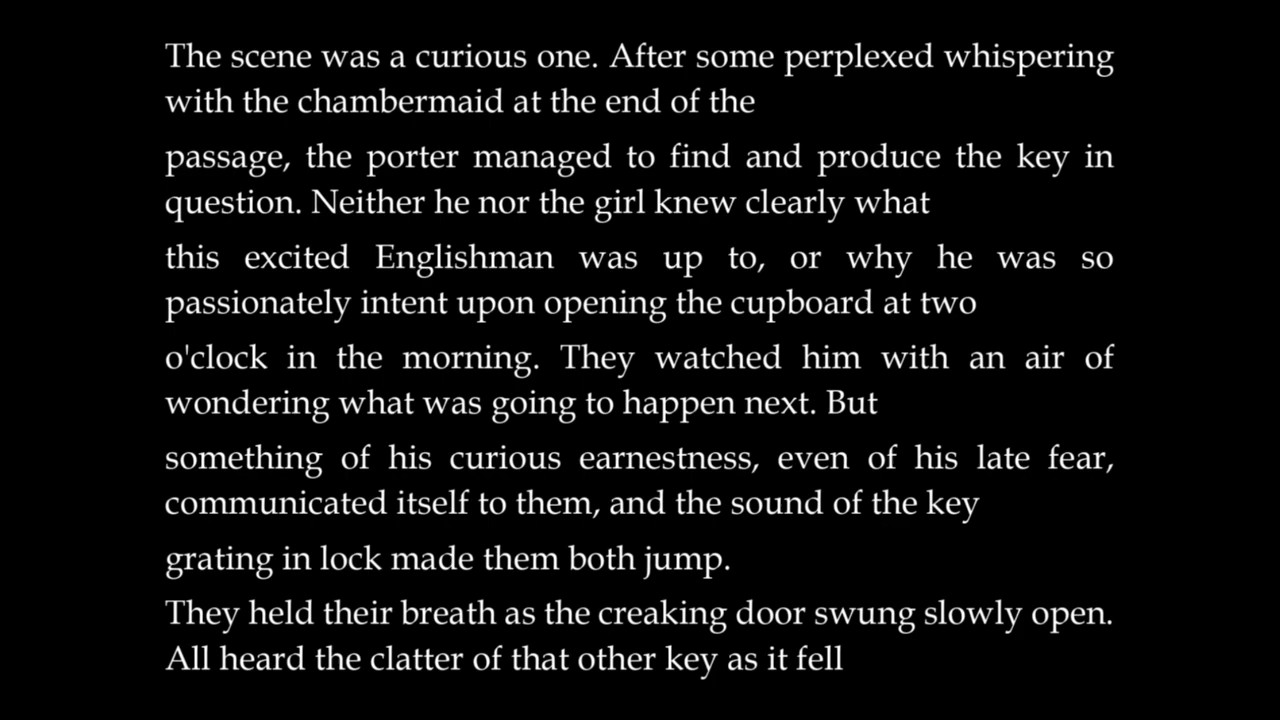 The scene was a curious one. After some perplexed whispering
with the chambermaid at the end of the
passage, the porter managed to find and produce the key in
question. Neither he nor the girl knew clearly what
this excited Englishman was up to, or why he was so
passionately intent upon opening the cupboard at two
o'clock in the morning. They watched him with an air of
wondering what was going to happen next. But
something of his curious earnestness, even of his late fear,
communicated itself to them, and the sound of the key
grating in lock made them both jump.
They held their breath as the creaking door swung slowly open.
All heard the clatter of that other key as it fell